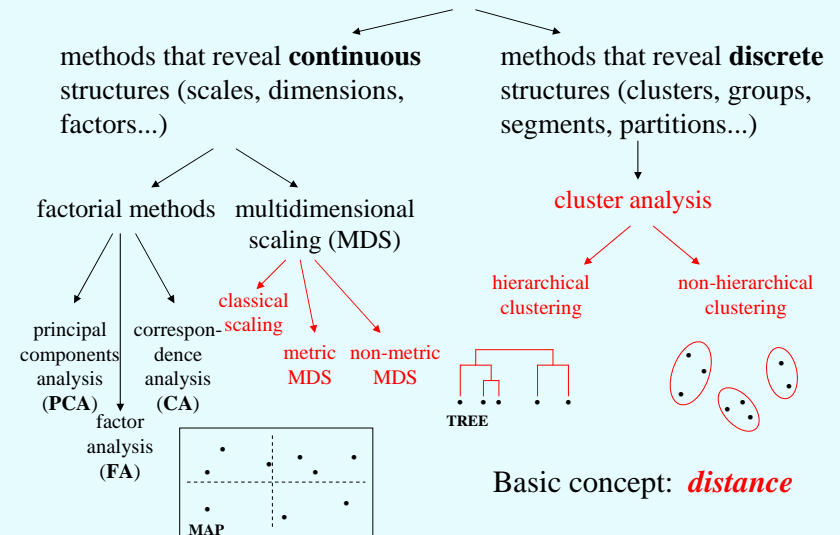 methods that reveal continuous
structures (scales, dimensions,
factors...)
methods that reveal discrete
structures (clusters, groups,
segments, partitions...)
factorial methods
multidimensional
scaling (MDS)
cluster analysis
principal
components
analysis
(PCA)
factor
analysis
(FA)
correspon-
dence
analysis
(CA)
classical
scaling
metric
MDS
non-metric
MDS
hierarchical
clustering
non-hierarchical
clustering
TREE
MAP
Basic concept: distance